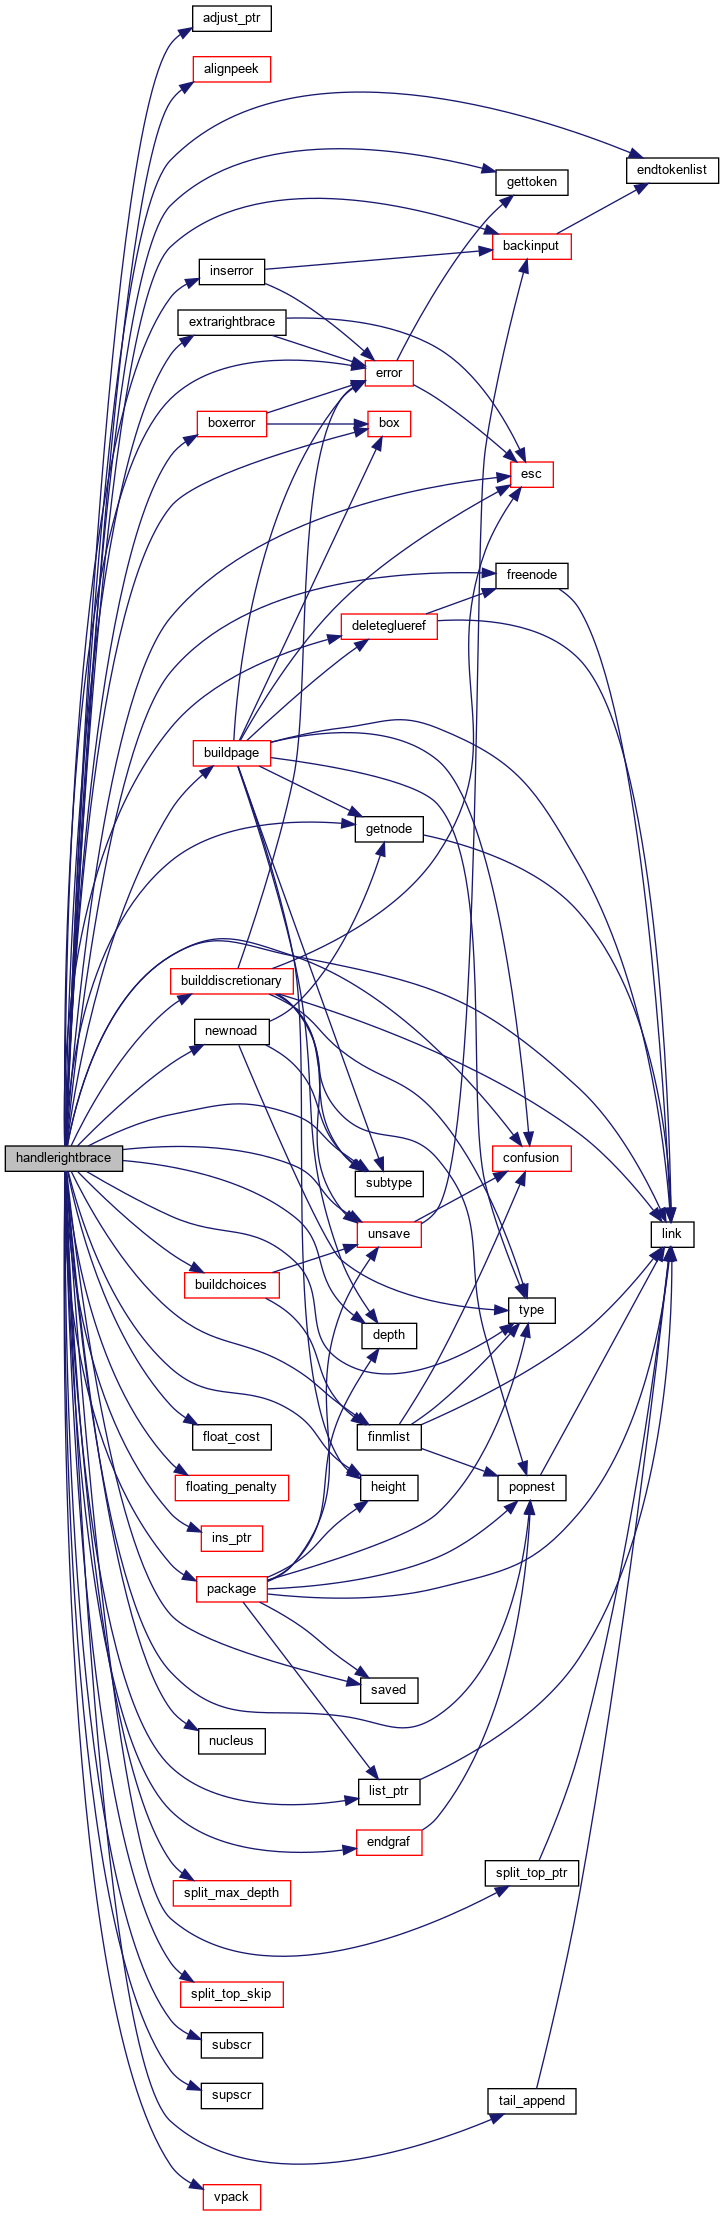 adjust_ptr
alignpeek
endtokenlist
gettoken
backinput
inserror
extrarightbrace
error
boxerror
box
esc
freenode
deleteglueref
buildpage
getnode
builddiscretionary
newnoad
handlerightbrace
confusion
subtype
unsave
link
buildchoices
type
depth
float_cost
finmlist
floating_penalty
height
popnest
ins_ptr
package
saved
nucleus
list_ptr
endgraf
split_top_ptr
split_max_depth
split_top_skip
subscr
supscr
tail_append
vpack